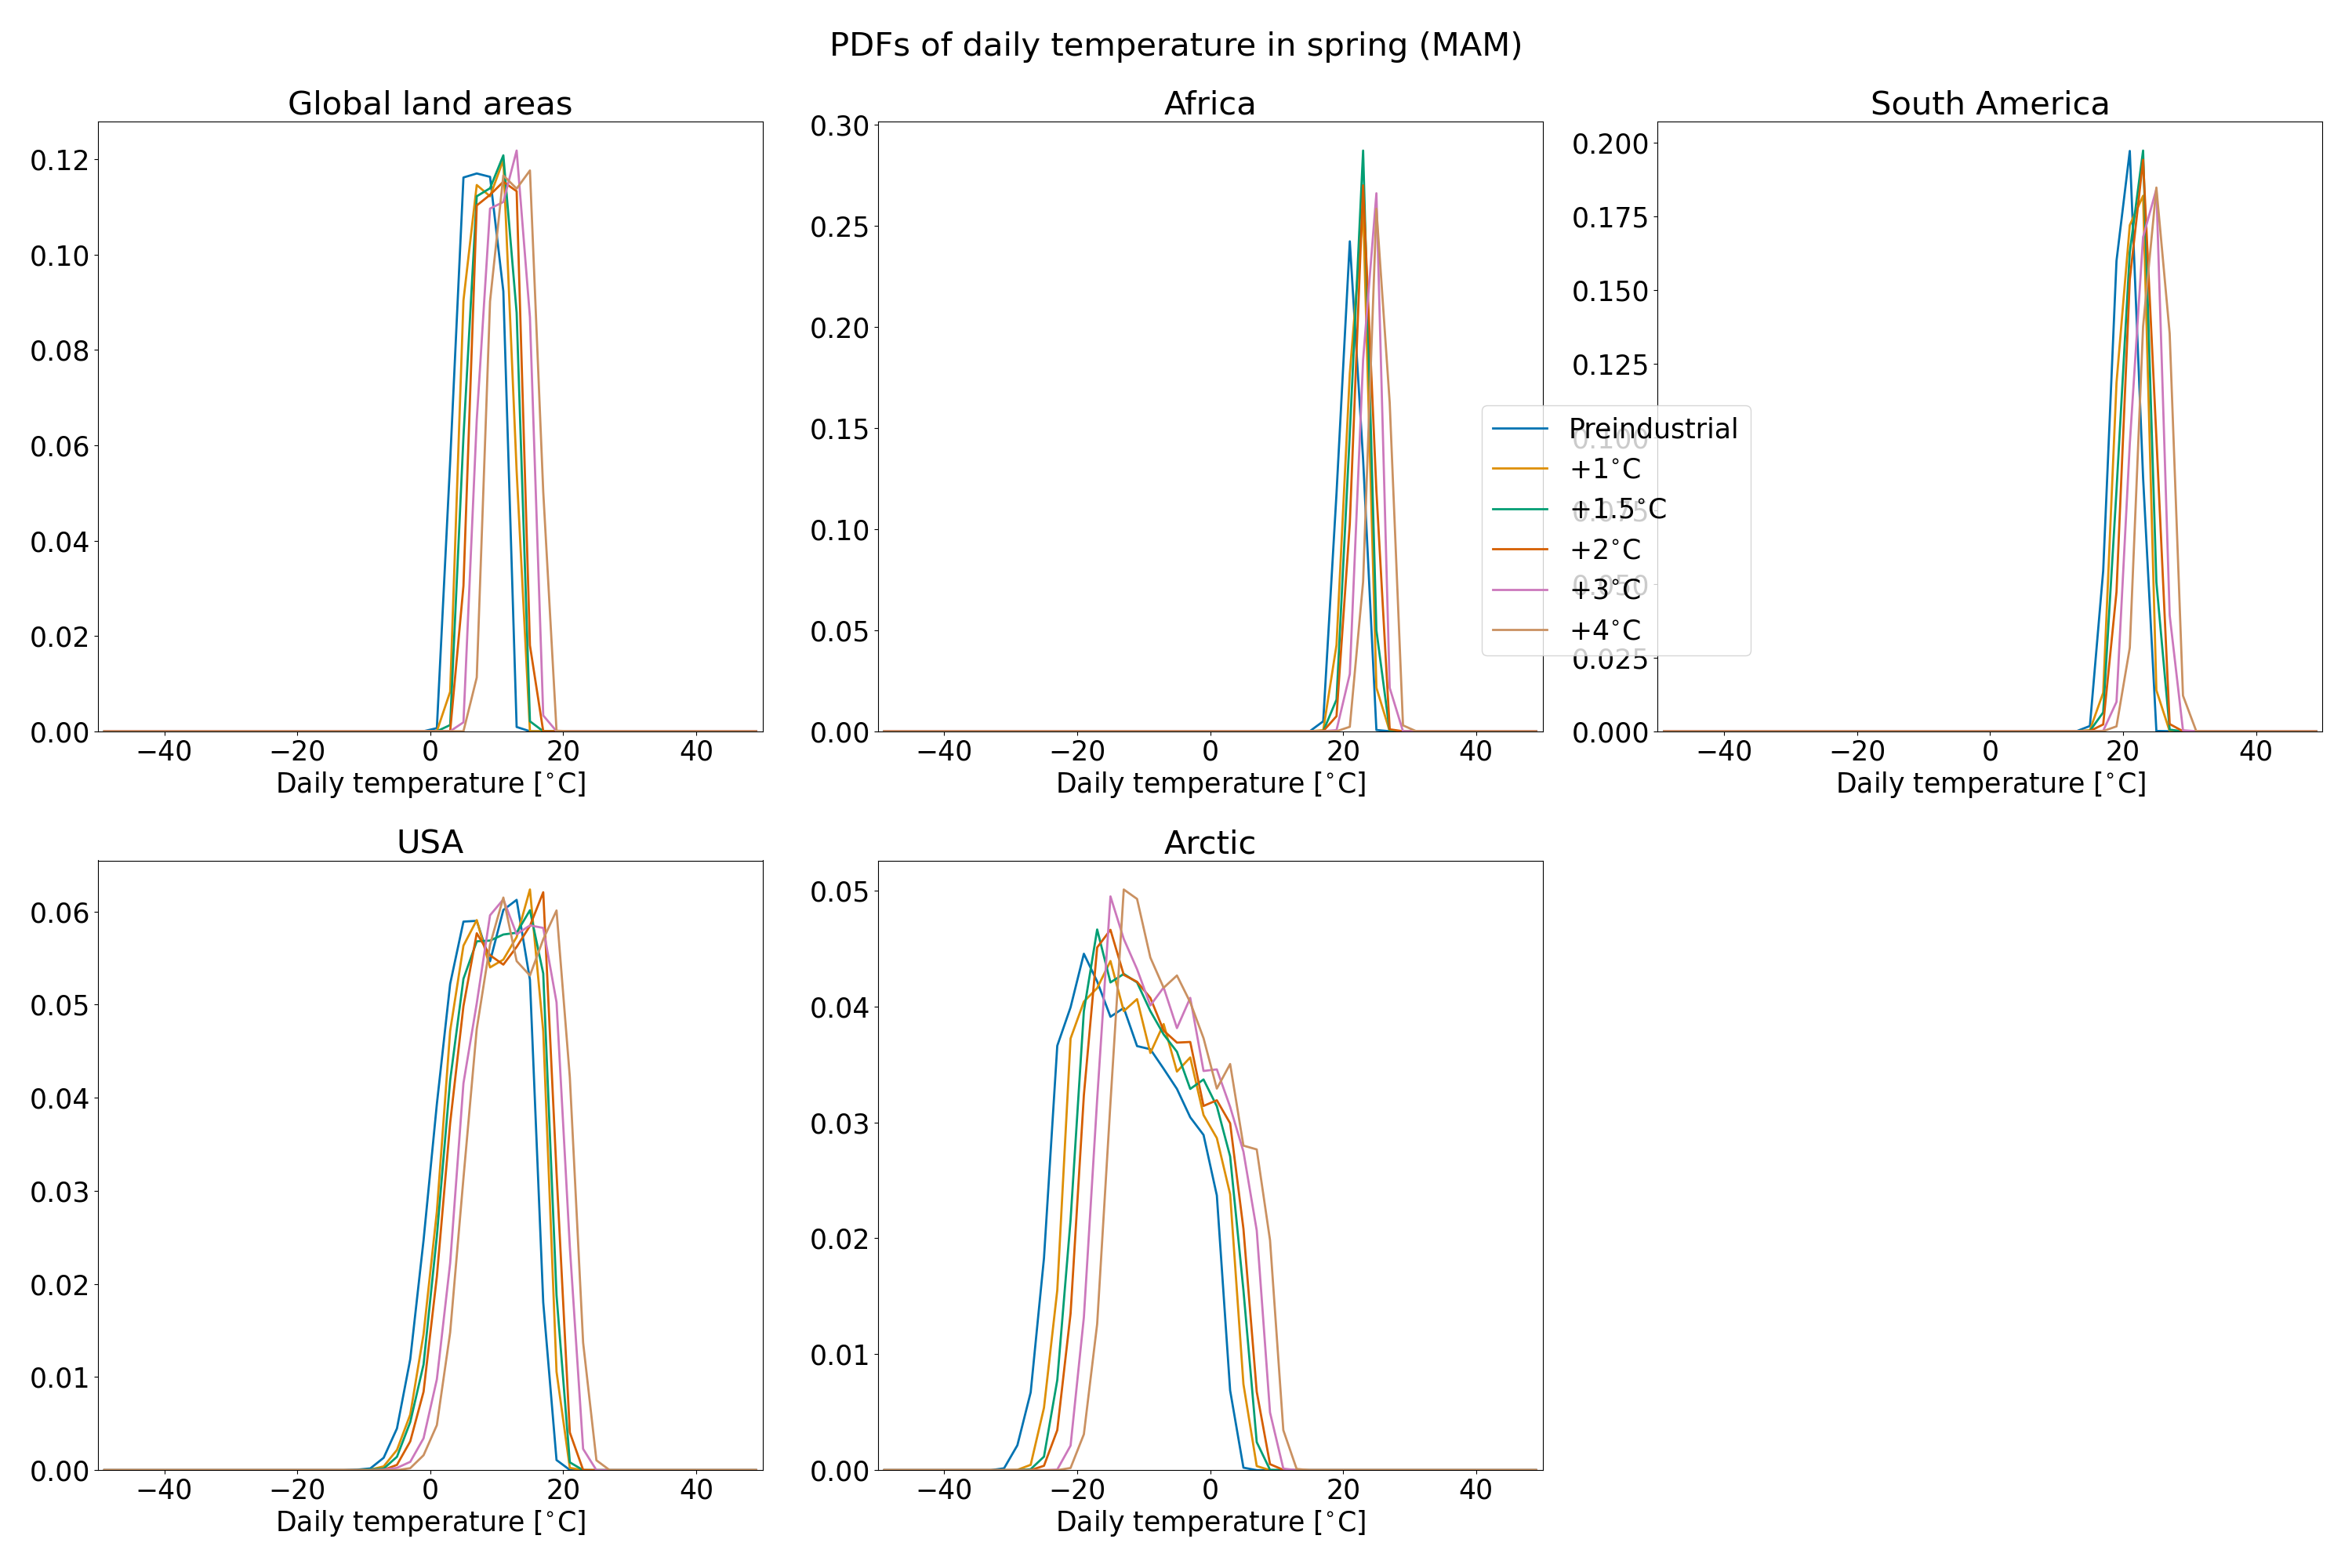 PDFs of daily temperature in spring (MAM)
Global land areas
0.12
0.10
0.08
0.06
0.04
0.02
0.00
−40 −20 0 20 40
Daily temperature [°C]
Africa
0.30
0.25
0.20
0.15
0.10
0.05
0.00
−40 −20 0 20 40
Daily temperature [°C]
South America
0.200
0.175
0.150
0.125
0.100
0.075
0.050
0.025
0.000
−40 −20 0 20 40
Daily temperature [°C]
Preindustrial
+1°C
+1.5°C
+2°C
+3°C
+4°C
USA
0.06
0.05
0.04
0.03
0.02
0.01
0.00
−40 −20 0 20 40
Daily temperature [°C]
Arctic
0.05
0.04
0.03
0.02
0.01
0.00
−40 −20 0 20 40
Daily temperature [°C]